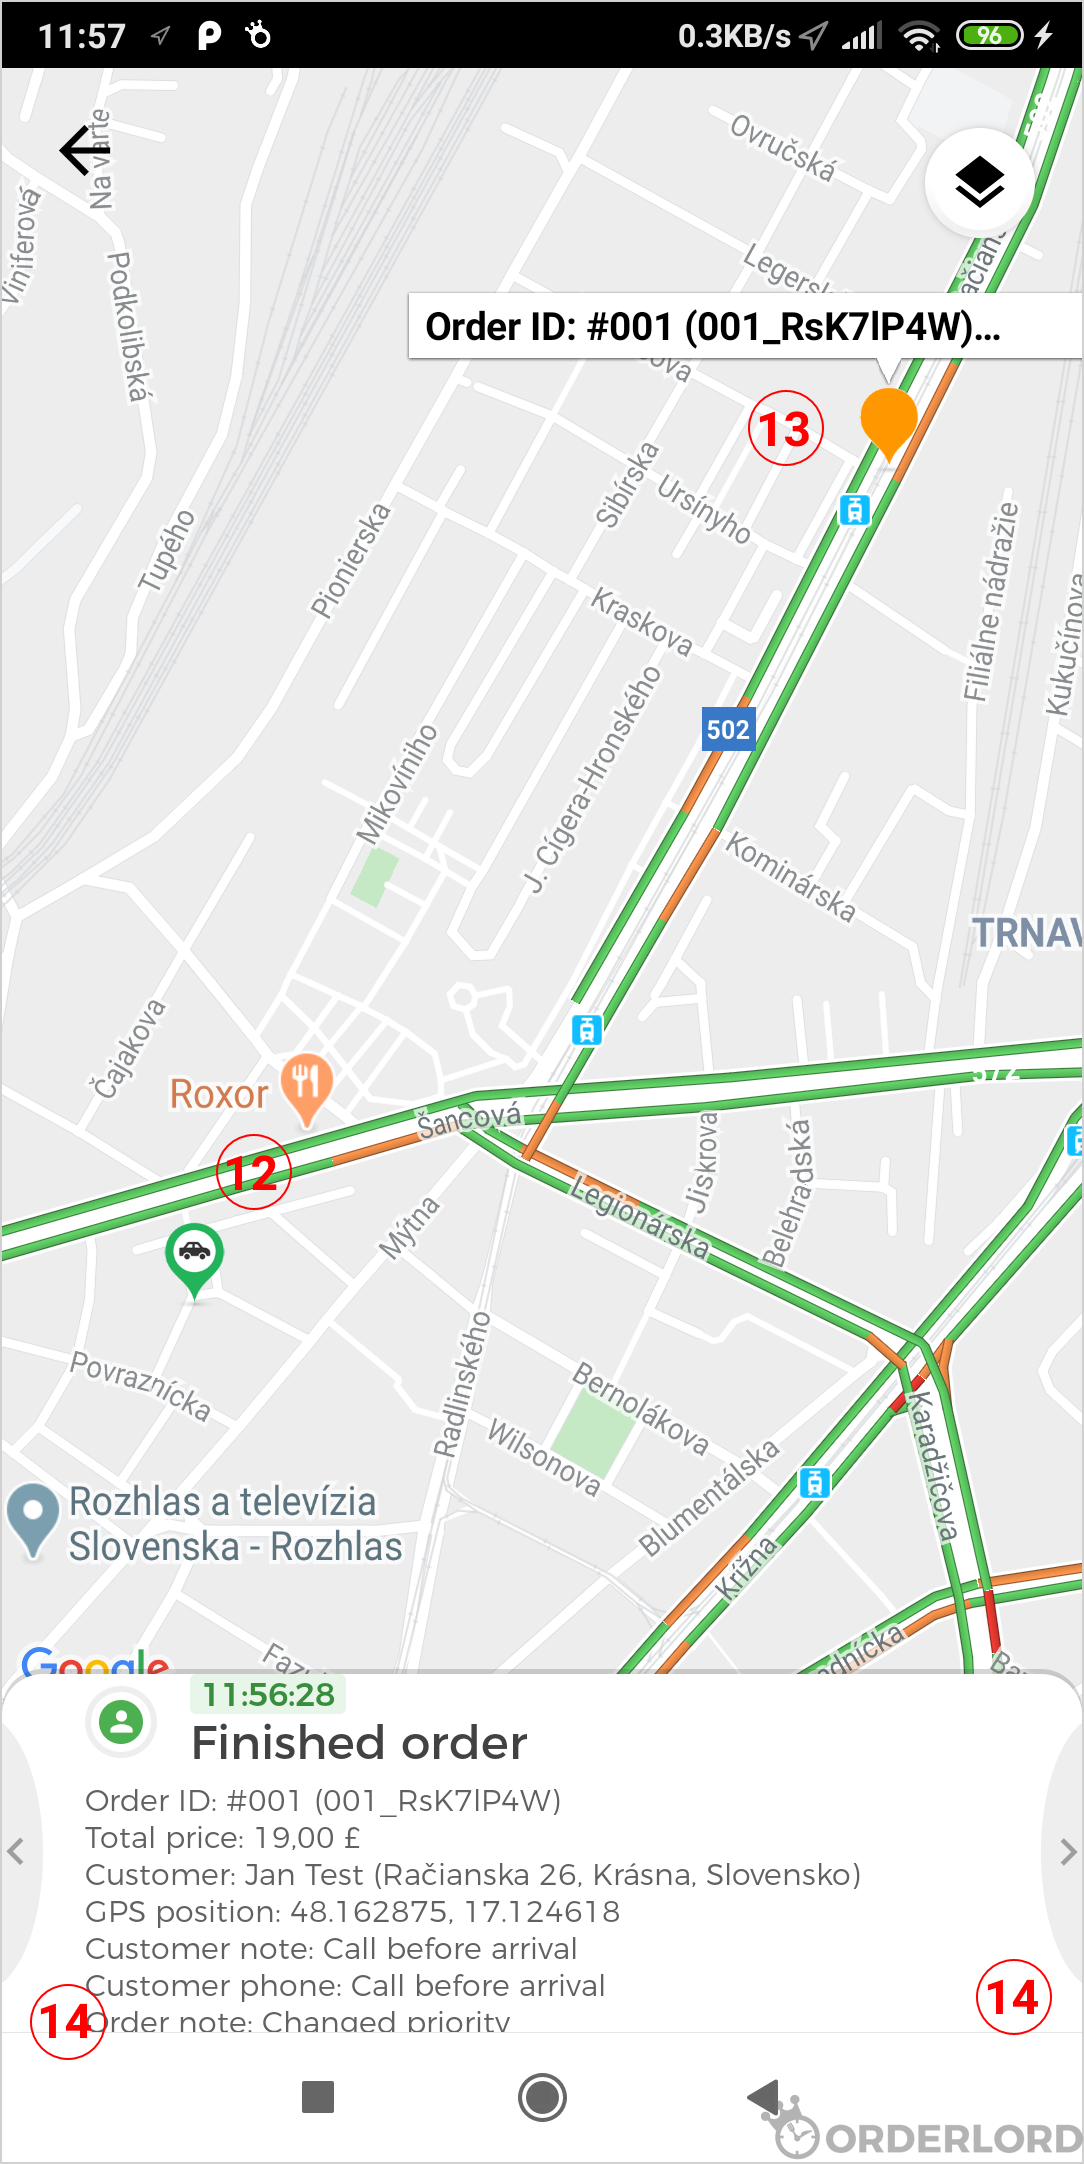 11:57
0.3KB/s
96
Na varte
Ovručská
Viniferová
Podkolibská
Order ID: #001 (001_RsK7lP4W)...
13
Sibírska
Ursínyho
Tupého
Pionierska
Filiálne nádražie
Kukučínova
Kraskova
502
Mikovíniho
J. Cígera-Hronského
Kominárska
Čajakova
Roxor
572
Šancová
12
Jiskrova
Belehradská
Legionárska
Mýtna
Radlinského
Povraznícka
Bernolákova
Wilsonova
Karadžičova
Blumentálska
Rozhlas a televízia
Slovenska - Rozhlas
Krížna
Google
11:56:28
Finished order
Order ID: #001 (001_RsK7lP4W)
Total price: 19,00 £
Customer: Jan Test (Račianska 26, Krásna, Slovensko)
GPS position: 48.162875, 17.124618
Customer note: Call before arrival
Customer phone: Call before arrival
14
14
Order note: Changed priority
ORDERLORD